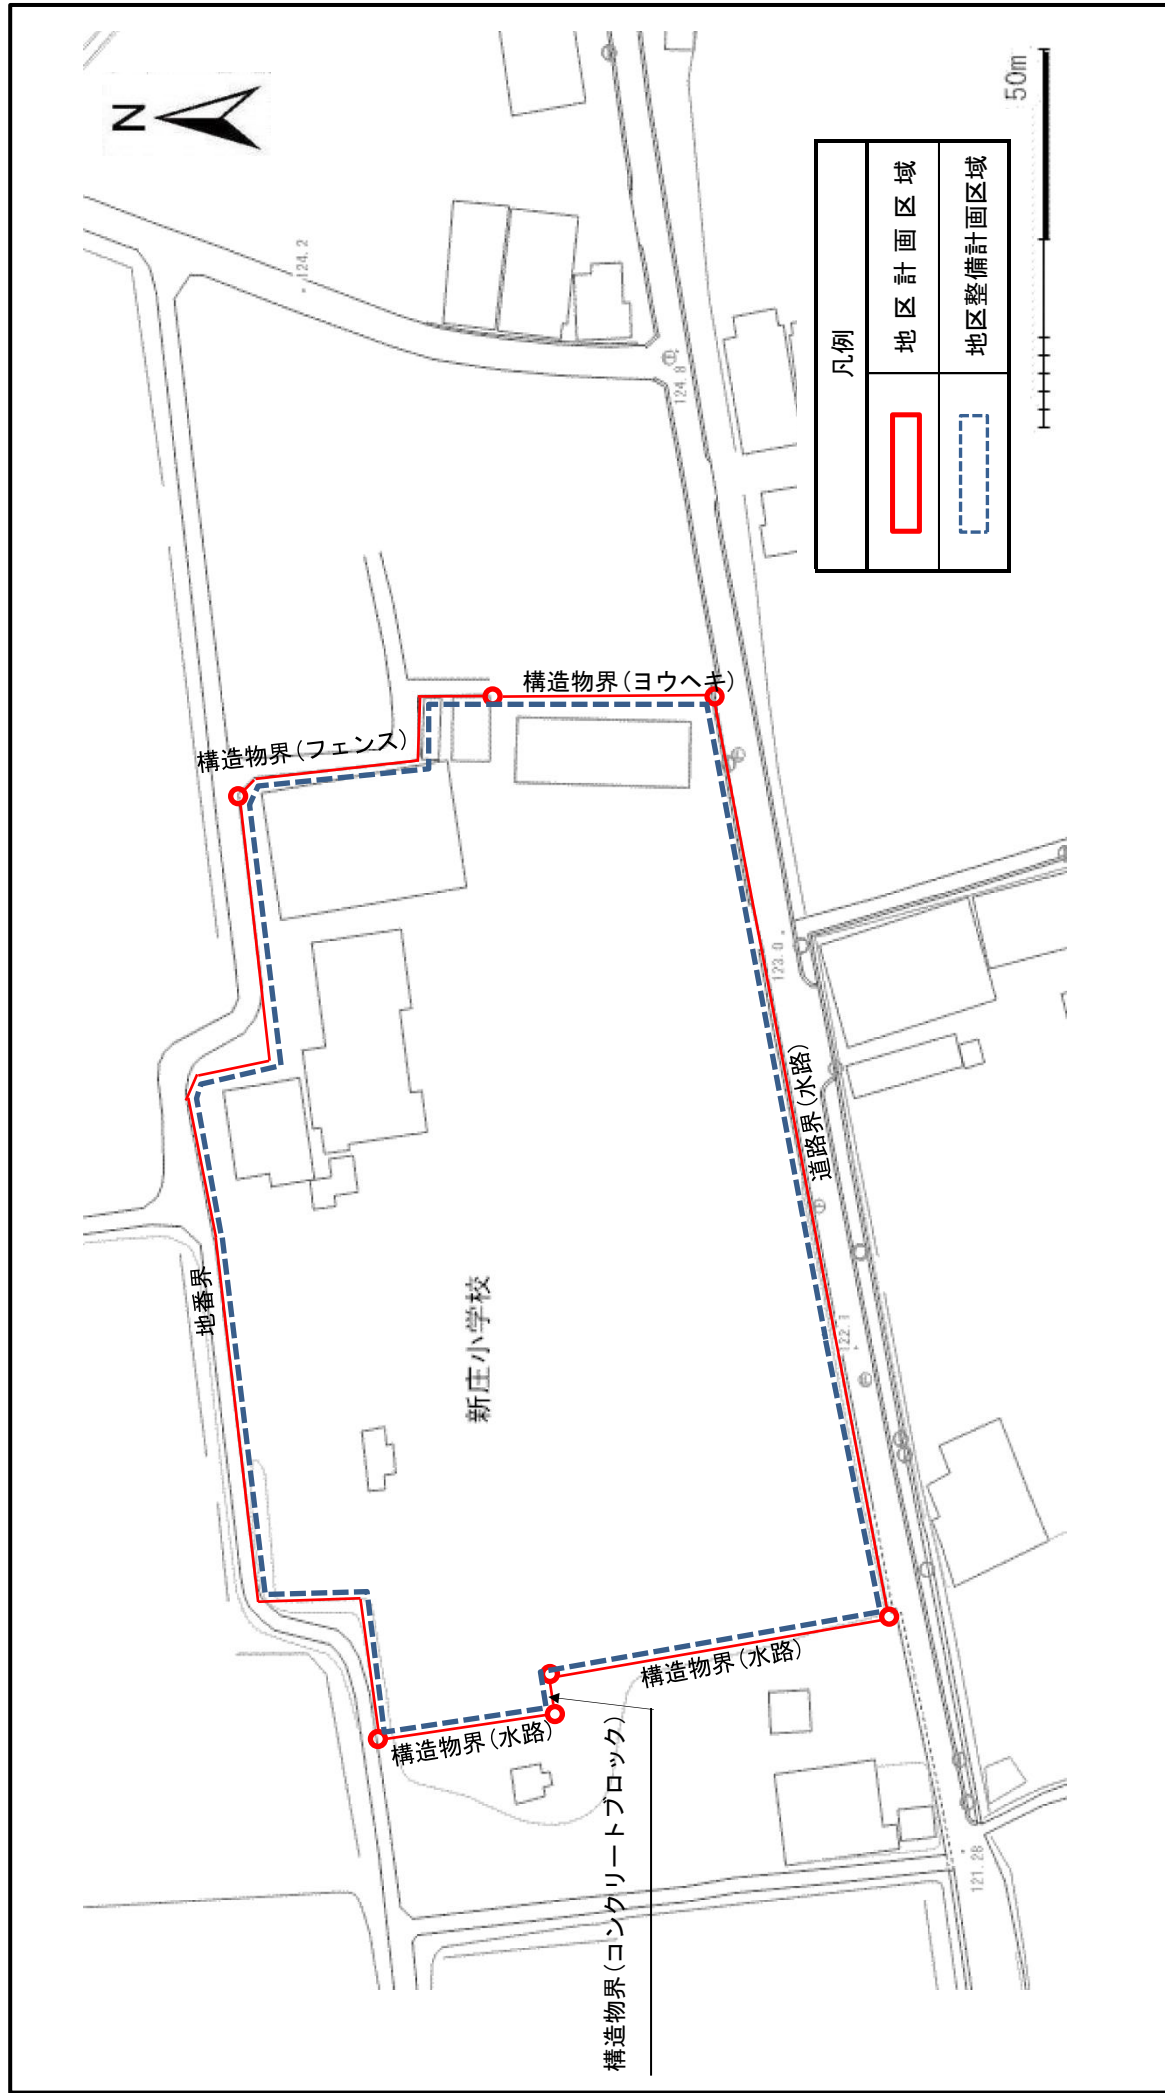 N
50m
凡例
地区計画区域
地区整備計画区域
124.2
124.8
構造物界(ヨウヘキ)
構造物界(フェンス)
123.0
道路界(水路)
地番界
新庄小学校
122.1
構造物界(水路)
構造物界(水路)
構造物界(コンクリートブロック)
121.28